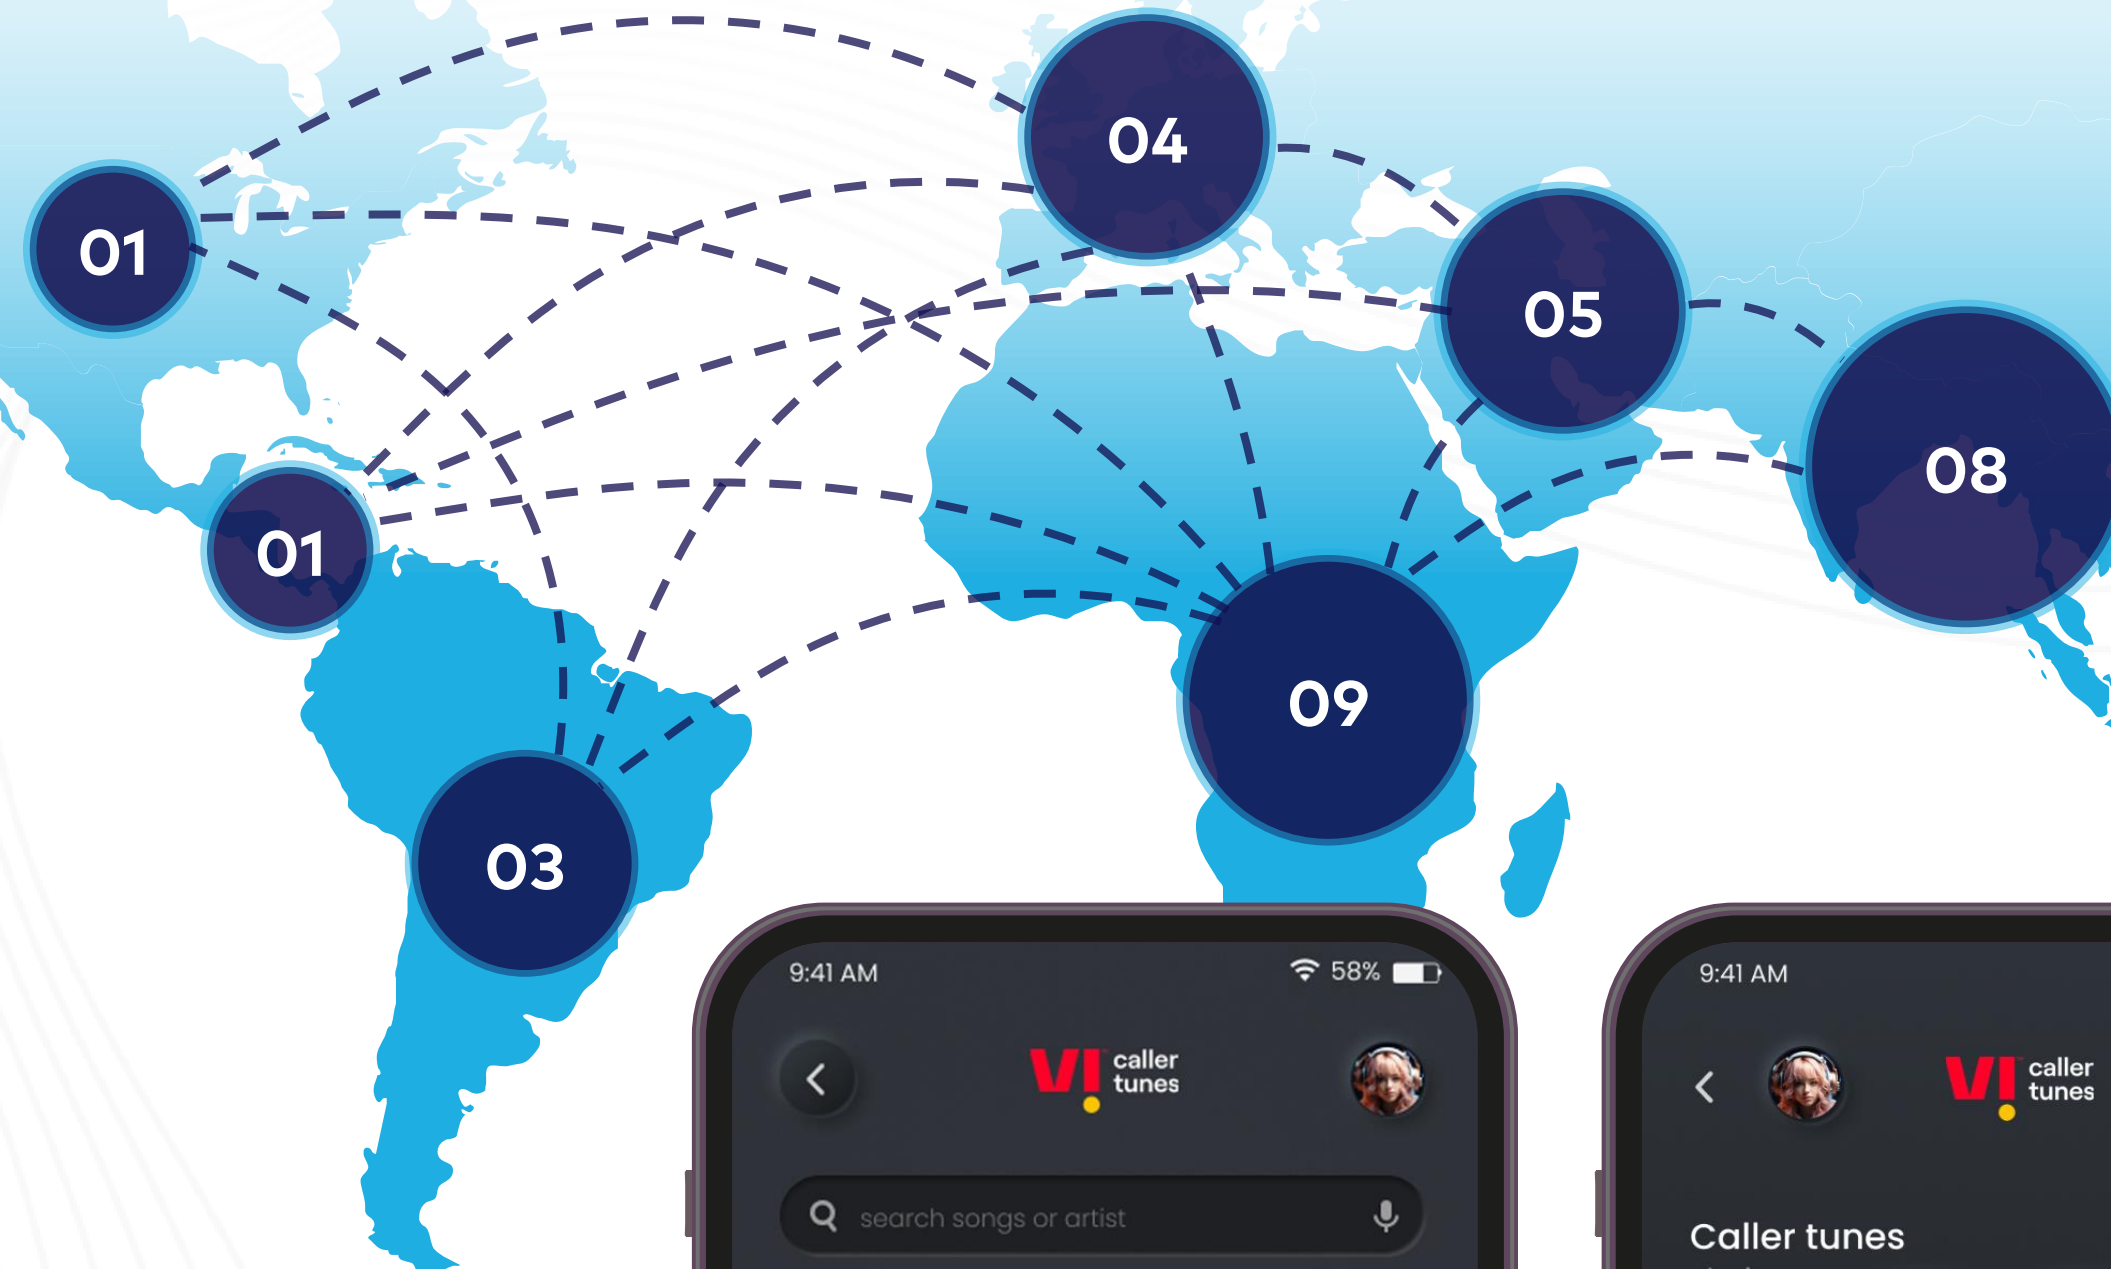 04
01
05
08
01
09
03
9:41 AM
58%
9:41 AM
VI caller
tunes
VI caller
tunes
search songs or artist
Caller tunes